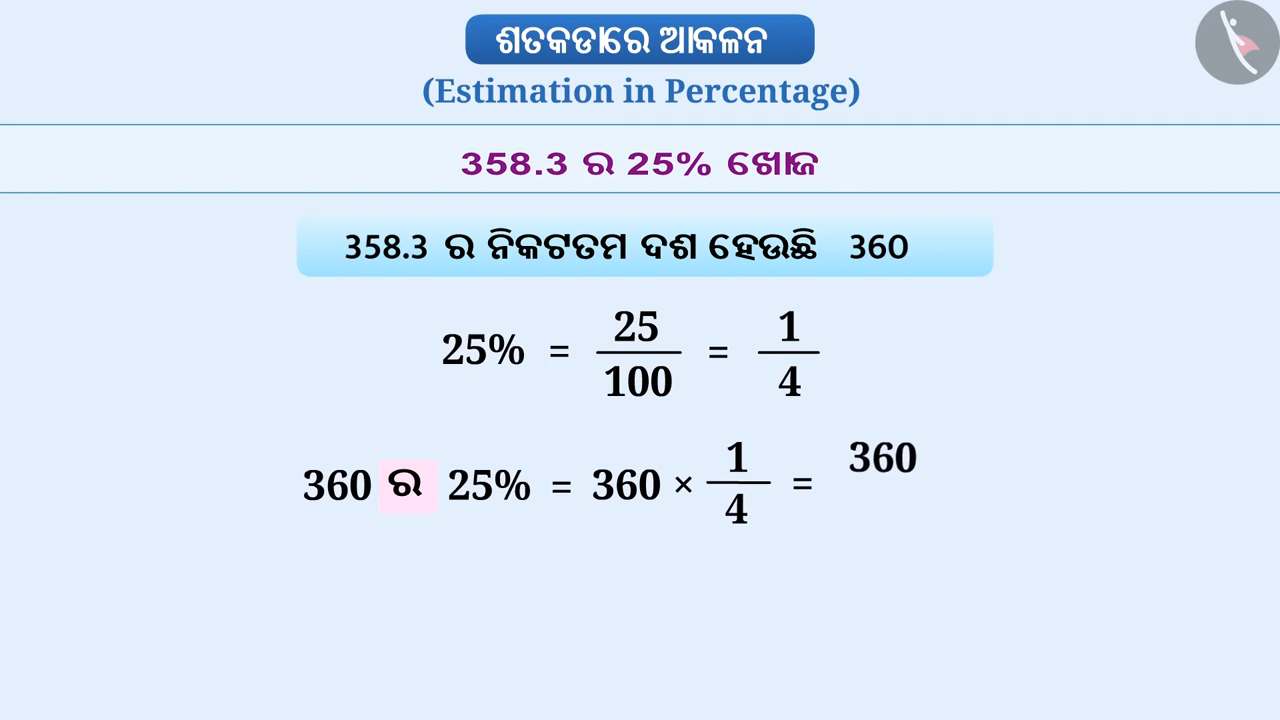 ଶତକଡାରେ ଆକଳନ
(Estimation in Percentage)
358.3 ର 25% ଖୋଜ
358.3 ର ନିକଟତମ ଦଶ ହେଉଛି 360
25% = 25/100 = 1/4
360 ର 25% = 360 × 1/4 = 360